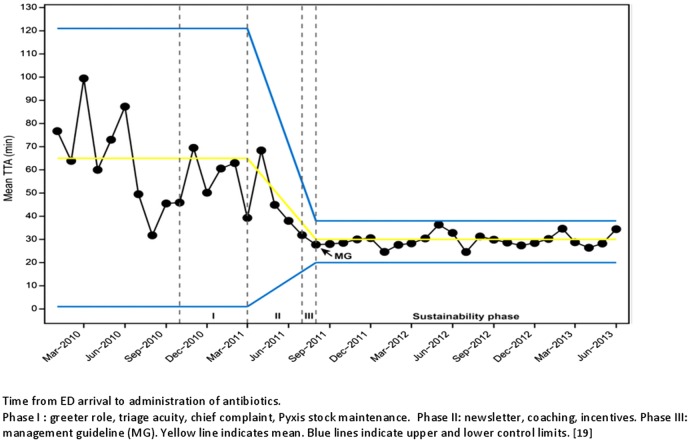 130
120
110
100
90
80
70
60
50
40
30
20
10
0
Mean TTA (min)
MG
I II III Sustainability phase
Mar-2010 Jun-2010 Sep-2010 Dec-2010 Mar-2011 Jun-2011 Sep-2011 Dec-2011 Mar-2012 Jun-2012 Sep-2012 Dec-2012 Mar-2013 Jun-2013
Time from ED arrival to administration of antibiotics.
Phase I : greeter role, triage acuity, chief complaint, Pyxis stock maintenance. Phase II: newsletter, coaching, incentives. Phase III:
management guideline (MG). Yellow line indicates mean. Blue lines indicate upper and lower control limits. [19]